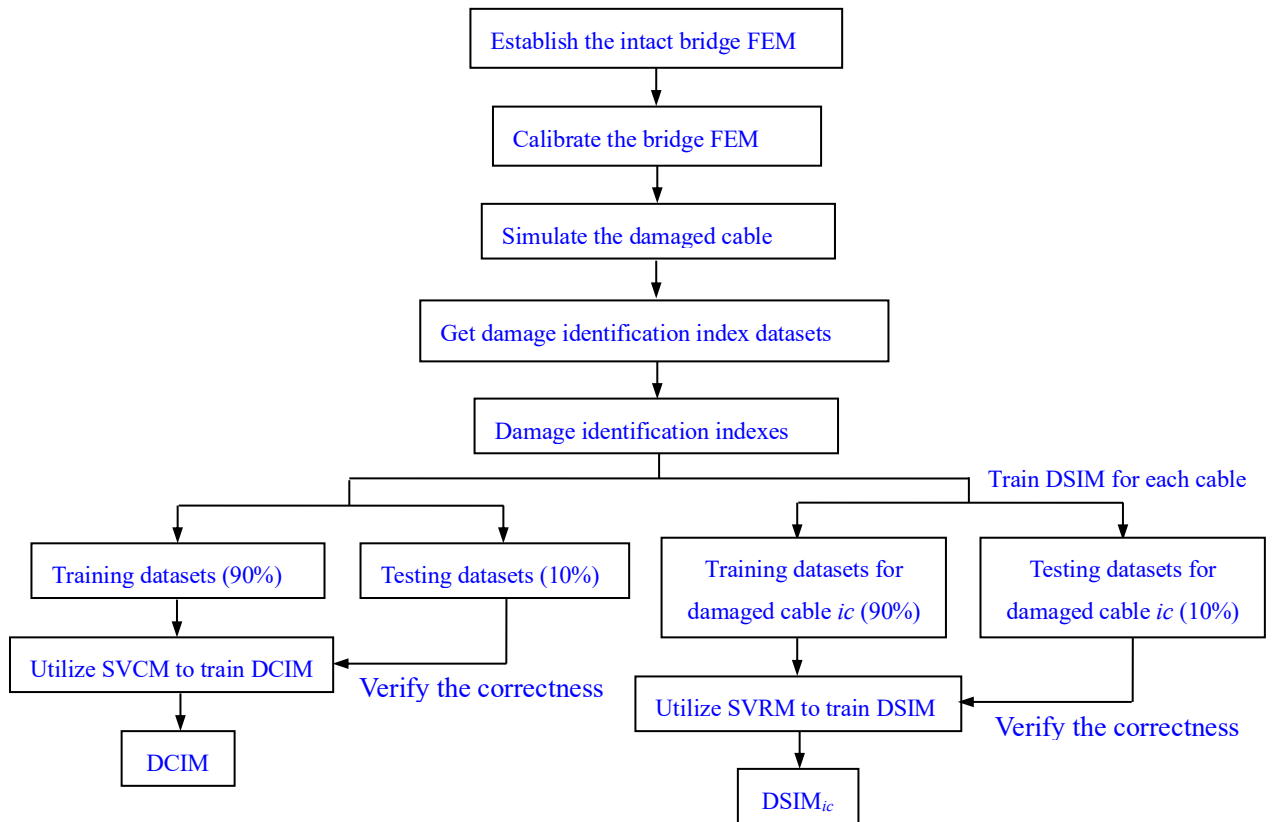 Establish the intact bridge FEM
Calibrate the bridge FEM
Simulate the damaged cable
Get damage identification index datasets
Damage identification indexes
Train DSIM for each cable
Training datasets (90%)
Testing datasets (10%)
Training datasets for
damaged cable ic (90%)
Testing datasets for
damaged cable ic (10%)
Utilize SVCM to train DCIM
Verify the correctness
Utilize SVRM to train DSIM
Verify the correctness
DCIM
DSIMic